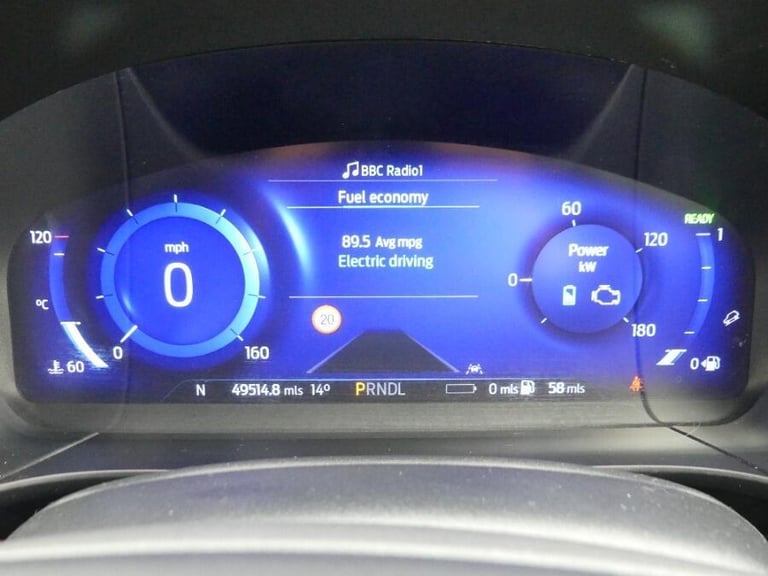 BBC Radio1
Fuel economy
89.5 Avg mpg
Electric driving
120
°C
60
mph
0
0
160
20
60
0
120
180
Power
kW
READY
1
0
N 49514.8 mls 14° PRNDL 0 mls 58 mls